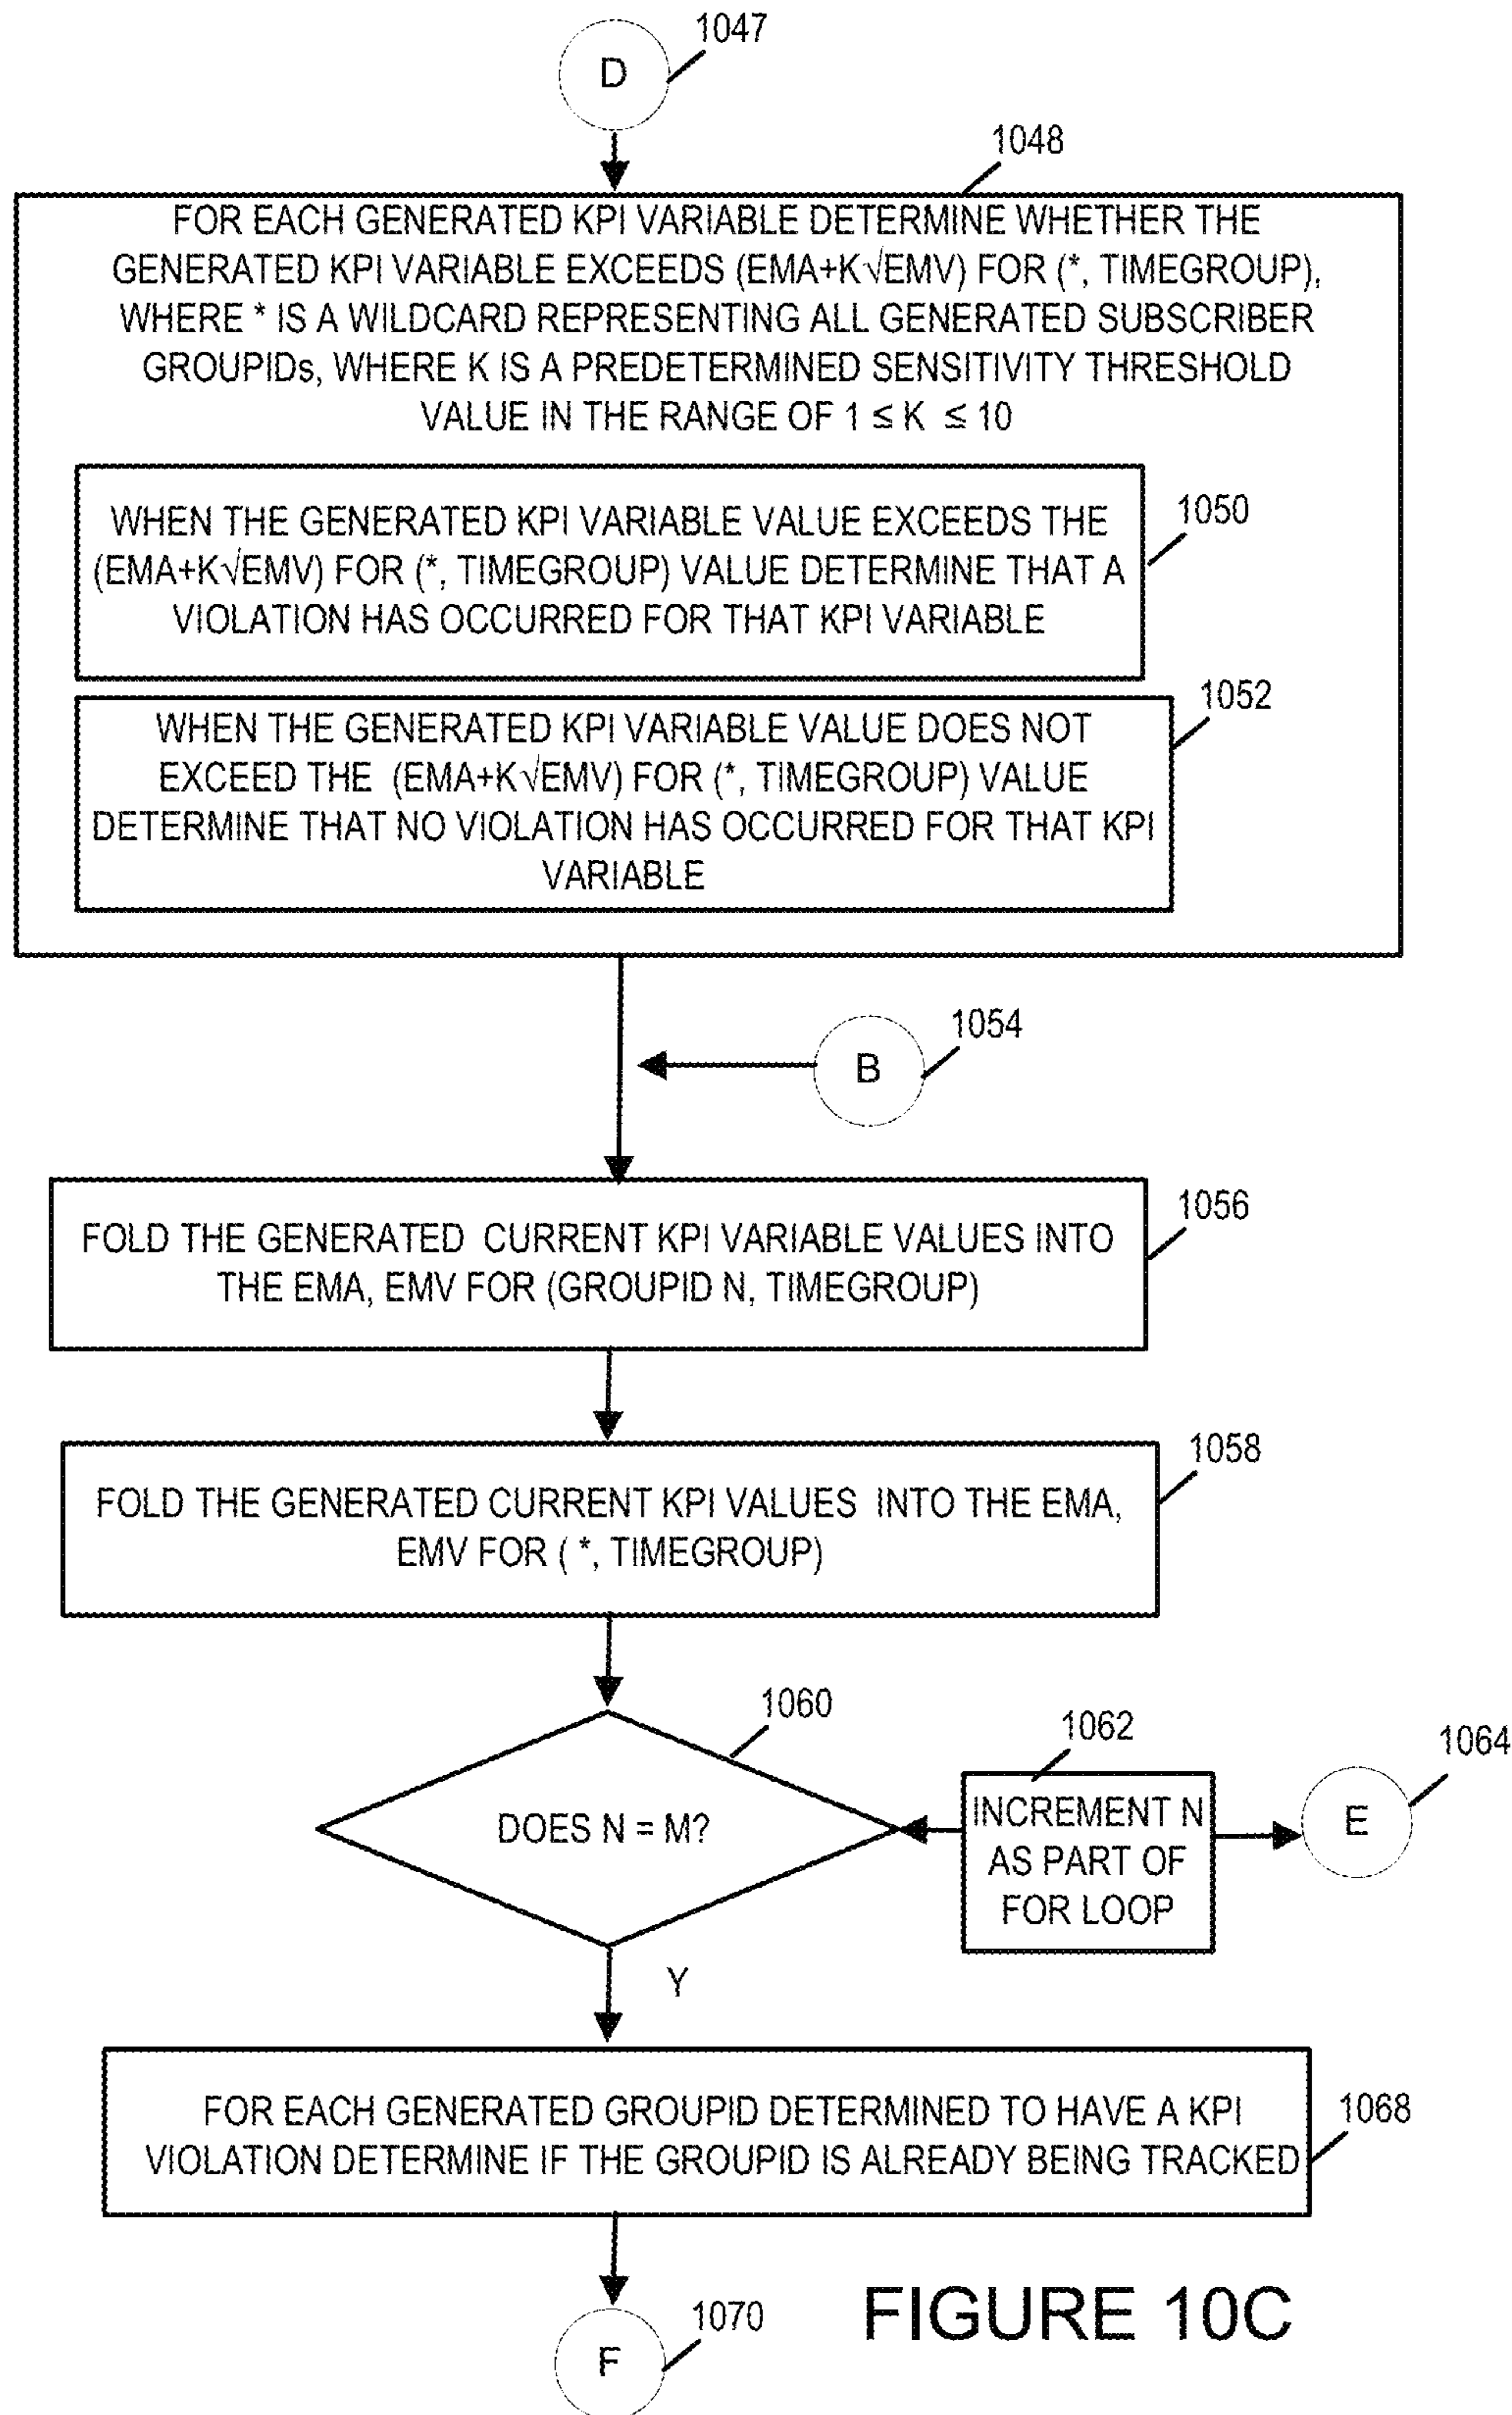 D
1047
1048
FOR EACH GENERATED KPI VARIABLE DETERMINE WHETHER THE
GENERATED KPI VARIABLE EXCEEDS (EMA+K√EMV) FOR (*, TIMEGROUP),
WHERE * IS A WILDCARD REPRESENTING ALL GENERATED SUBSCRIBER
GROUPIDs, WHERE K IS A PREDETERMINED SENSITIVITY THRESHOLD
VALUE IN THE RANGE OF 1 ≤ K ≤ 10
1050
WHEN THE GENERATED KPI VARIABLE VALUE EXCEEDS THE
(EMA+K√EMV) FOR (*, TIMEGROUP) VALUE DETERMINE THAT A
VIOLATION HAS OCCURRED FOR THAT KPI VARIABLE
1052
WHEN THE GENERATED KPI VARIABLE VALUE DOES NOT
EXCEED THE (EMA+K√EMV) FOR (*, TIMEGROUP) VALUE
DETERMINE THAT NO VIOLATION HAS OCCURRED FOR THAT KPI
VARIABLE
B
1054
1056
FOLD THE GENERATED CURRENT KPI VARIABLE VALUES INTO
THE EMA, EMV FOR (GROUPID N, TIMEGROUP)
1058
FOLD THE GENERATED CURRENT KPI VALUES INTO THE EMA,
EMV FOR ( *, TIMEGROUP)
1060
DOES N = M?
1062
INCREMENT N
AS PART OF
FOR LOOP
1064
E
Y
1068
FOR EACH GENERATED GROUPID DETERMINED TO HAVE A KPI
VIOLATION DETERMINE IF THE GROUPID IS ALREADY BEING TRACKED
F
1070
FIGURE 10C